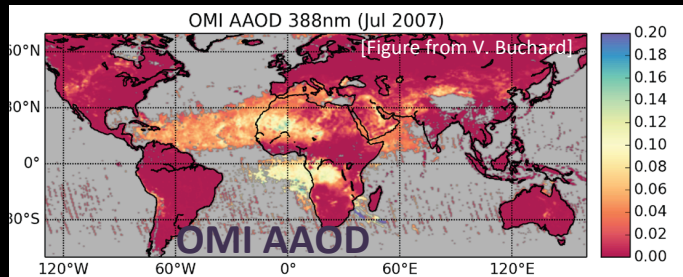 OMI AAOD 388nm (Jul 2007)
[Figure from V. Buchard]
60°N
30°N
0°
30°S
120°W
60°W
0°
60°E
120°E
OMI AAOD
0.20
0.18
0.16
0.14
0.12
0.10
0.08
0.06
0.04
0.02
0.00